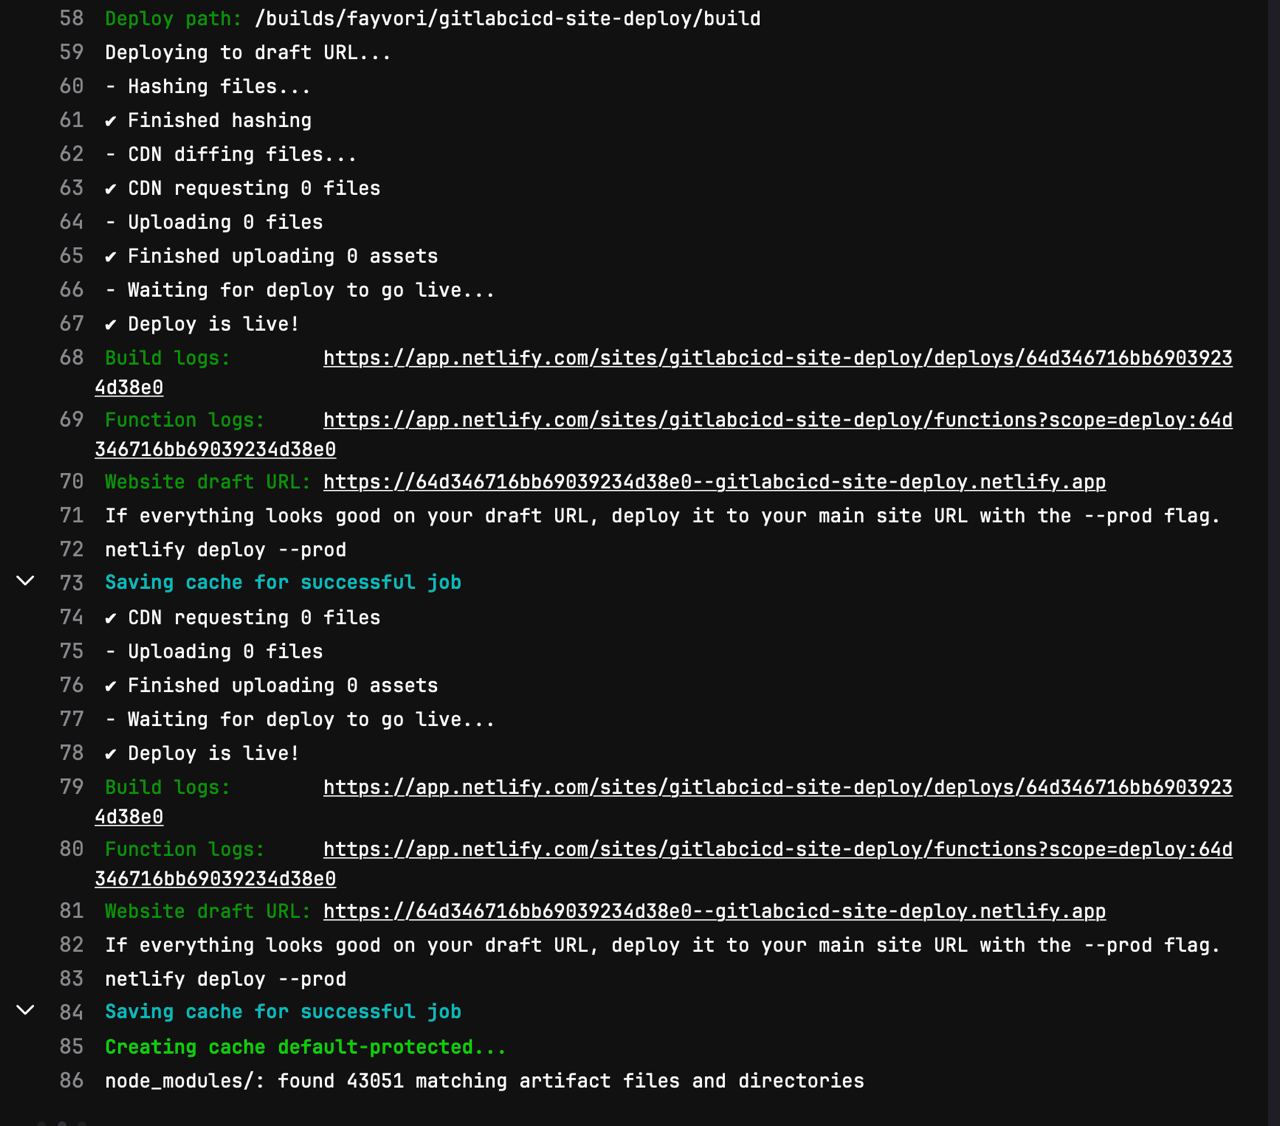 58 Deploy path: /builds/fayvori/gitlabcicd-site-deploy/build
59 Deploying to draft URL...
60 - Hashing files...
61 ✔ Finished hashing
62 - CDN diffing files...
63 ✔ CDN requesting 0 files
64 - Uploading 0 files
65 ✔ Finished uploading 0 assets
66 - Waiting for deploy to go live...
67 ✔ Deploy is live!
68 Build logs: https://app.netlify.com/sites/gitlabcicd-site-deploy/deploys/64d346716bb6903923
4d38e0
69 Function logs: https://app.netlify.com/sites/gitlabcicd-site-deploy/functions?scope=deploy:64d
346716bb69039234d38e0
70 Website draft URL: https://64d346716bb69039234d38e0--gitlabcicd-site-deploy.netlify.app
71 If everything looks good on your draft URL, deploy it to your main site URL with the --prod flag.
72 netlify deploy --prod
73 Saving cache for successful job
74 ✔ CDN requesting 0 files
75 - Uploading 0 files
76 ✔ Finished uploading 0 assets
77 - Waiting for deploy to go live...
78 ✔ Deploy is live!
79 Build logs: https://app.netlify.com/sites/gitlabcicd-site-deploy/deploys/64d346716bb6903923
4d38e0
80 Function logs: https://app.netlify.com/sites/gitlabcicd-site-deploy/functions?scope=deploy:64d
346716bb69039234d38e0
81 Website draft URL: https://64d346716bb69039234d38e0--gitlabcicd-site-deploy.netlify.app
82 If everything looks good on your draft URL, deploy it to your main site URL with the --prod flag.
83 netlify deploy --prod
84 Saving cache for successful job
85 Creating cache default-protected...
86 node_modules/: found 43051 matching artifact files and directories